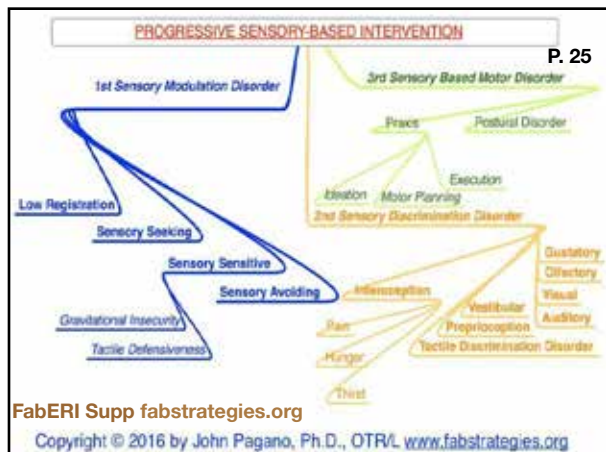 PROGRESSIVE SENSORY-BASED INTERVENTION
P. 25
1st Sensory Modulation Disorder
3rd Sensory Based Motor Disorder
Praxis
Postural Disorder
Ideation
Motor Planning
Execution
Low Registration
Sensory Seeking
Sensory Sensitive
Sensory Avoiding
Gravitational Insecurity
Tactile Defensiveness
2nd Sensory Discrimination Disorder
Gustatory
Olfactory
Visual
Auditory
Interoception
Vestibular
Proprioception
Tactile Discrimination Disorder
Pain
Hunger
Thirst
FabERI Supp fabstrategies.org
Copyright © 2016 by John Pagano, Ph.D., OTR/L www.fabstrategies.org